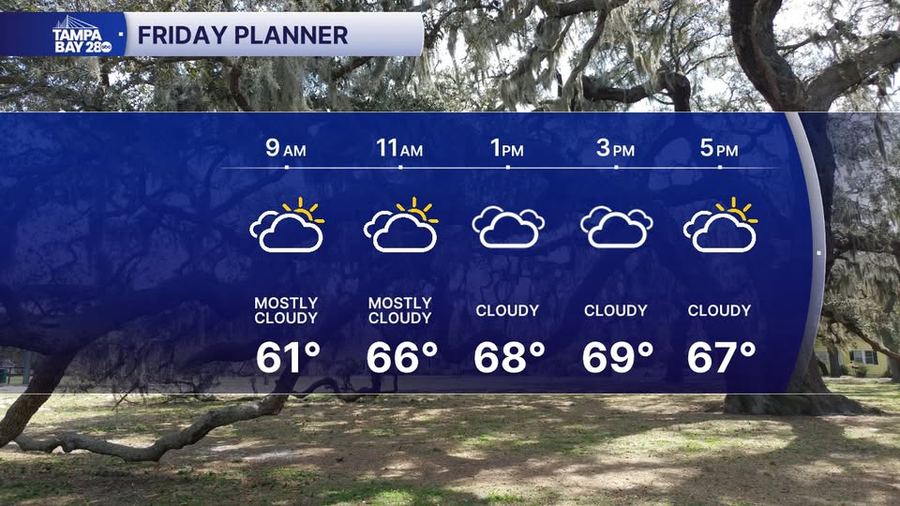 TAMPA
BAY 28 abc
FRIDAY PLANNER
9 AM 11 AM 1 PM 3 PM 5 PM
MOSTLY CLOUDY MOSTLY CLOUDY CLOUDY CLOUDY CLOUDY
61° 66° 68° 69° 67°